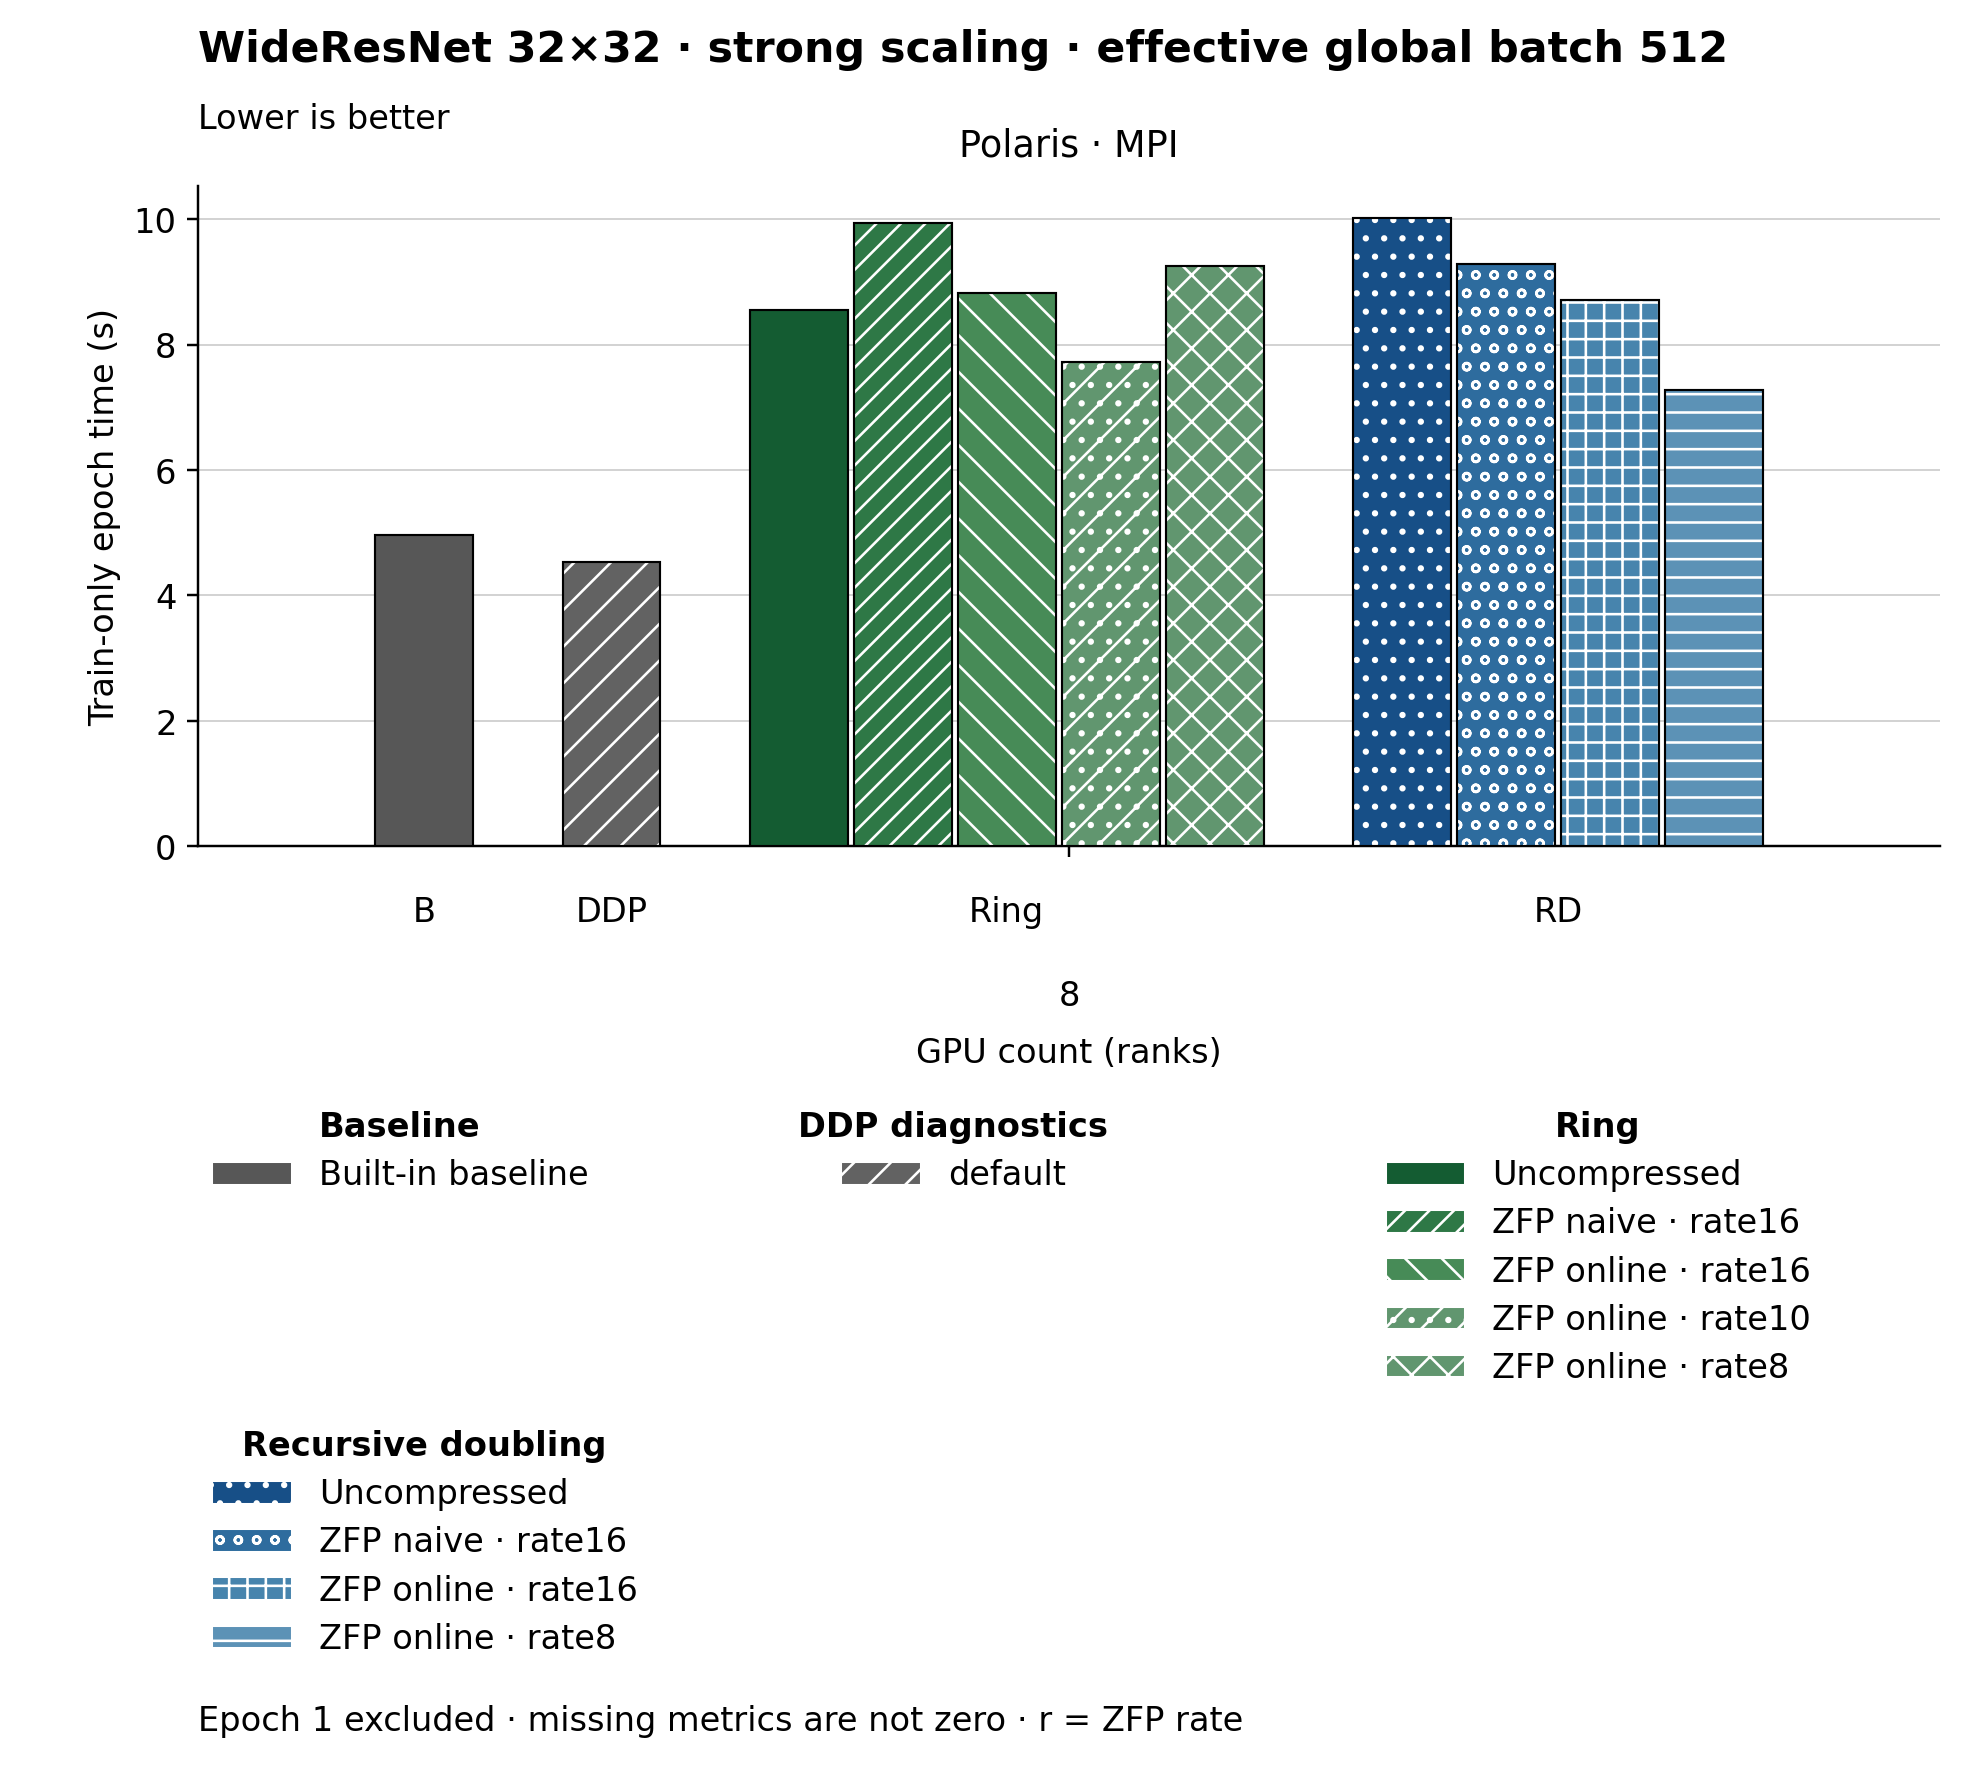 WideResNet 32×32 · strong scaling · effective global batch 512
Lower is better
Polaris · MPI
Train-only epoch time (s)
10
8
6
4
2
0
B DDP Ring RD
8
GPU count (ranks)
Baseline
Built-in baseline
DDP diagnostics
default
Ring
Uncompressed
ZFP naive · rate16
ZFP online · rate16
ZFP online · rate10
ZFP online · rate8
Recursive doubling
Uncompressed
ZFP naive · rate16
ZFP online · rate16
ZFP online · rate8
Epoch 1 excluded · missing metrics are not zero · r = ZFP rate